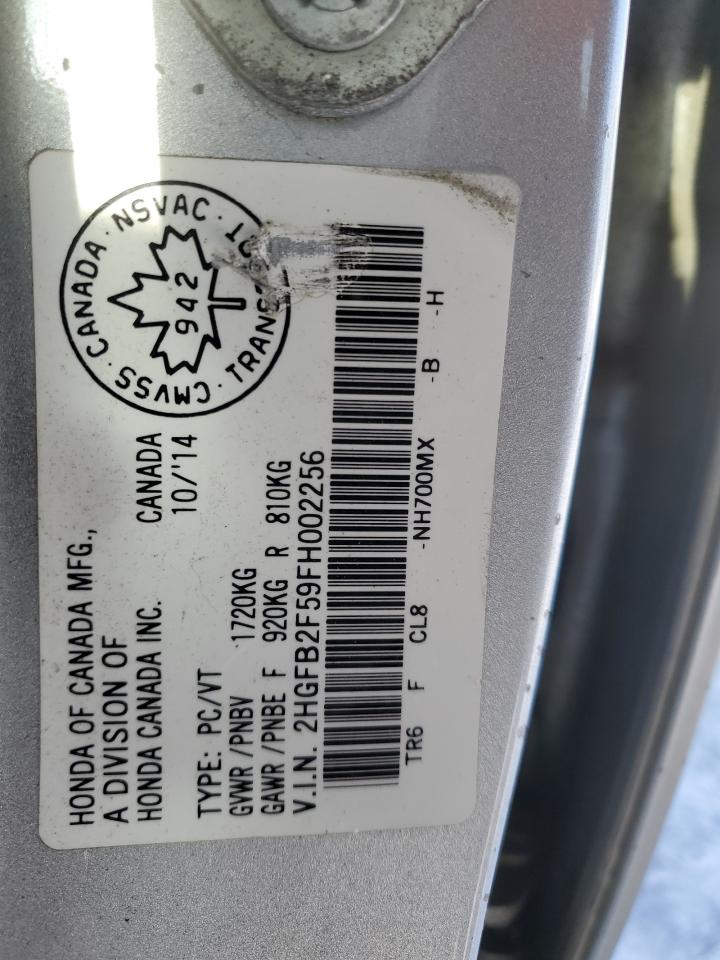 HONDA OF CANADA MFG.,
A DIVISION OF
HONDA CANADA INC.
CANADA
10/'14
TYPE: PC/VT
GVWR/PNBV 1720KG
GAWR/PNBE F 920KG R 810KG
V.I.N. 2HGFB2F59FH002256
TR6 F CL8 -NH700MX -B -H
CMVSS · CANADA · NSVAC ·
942